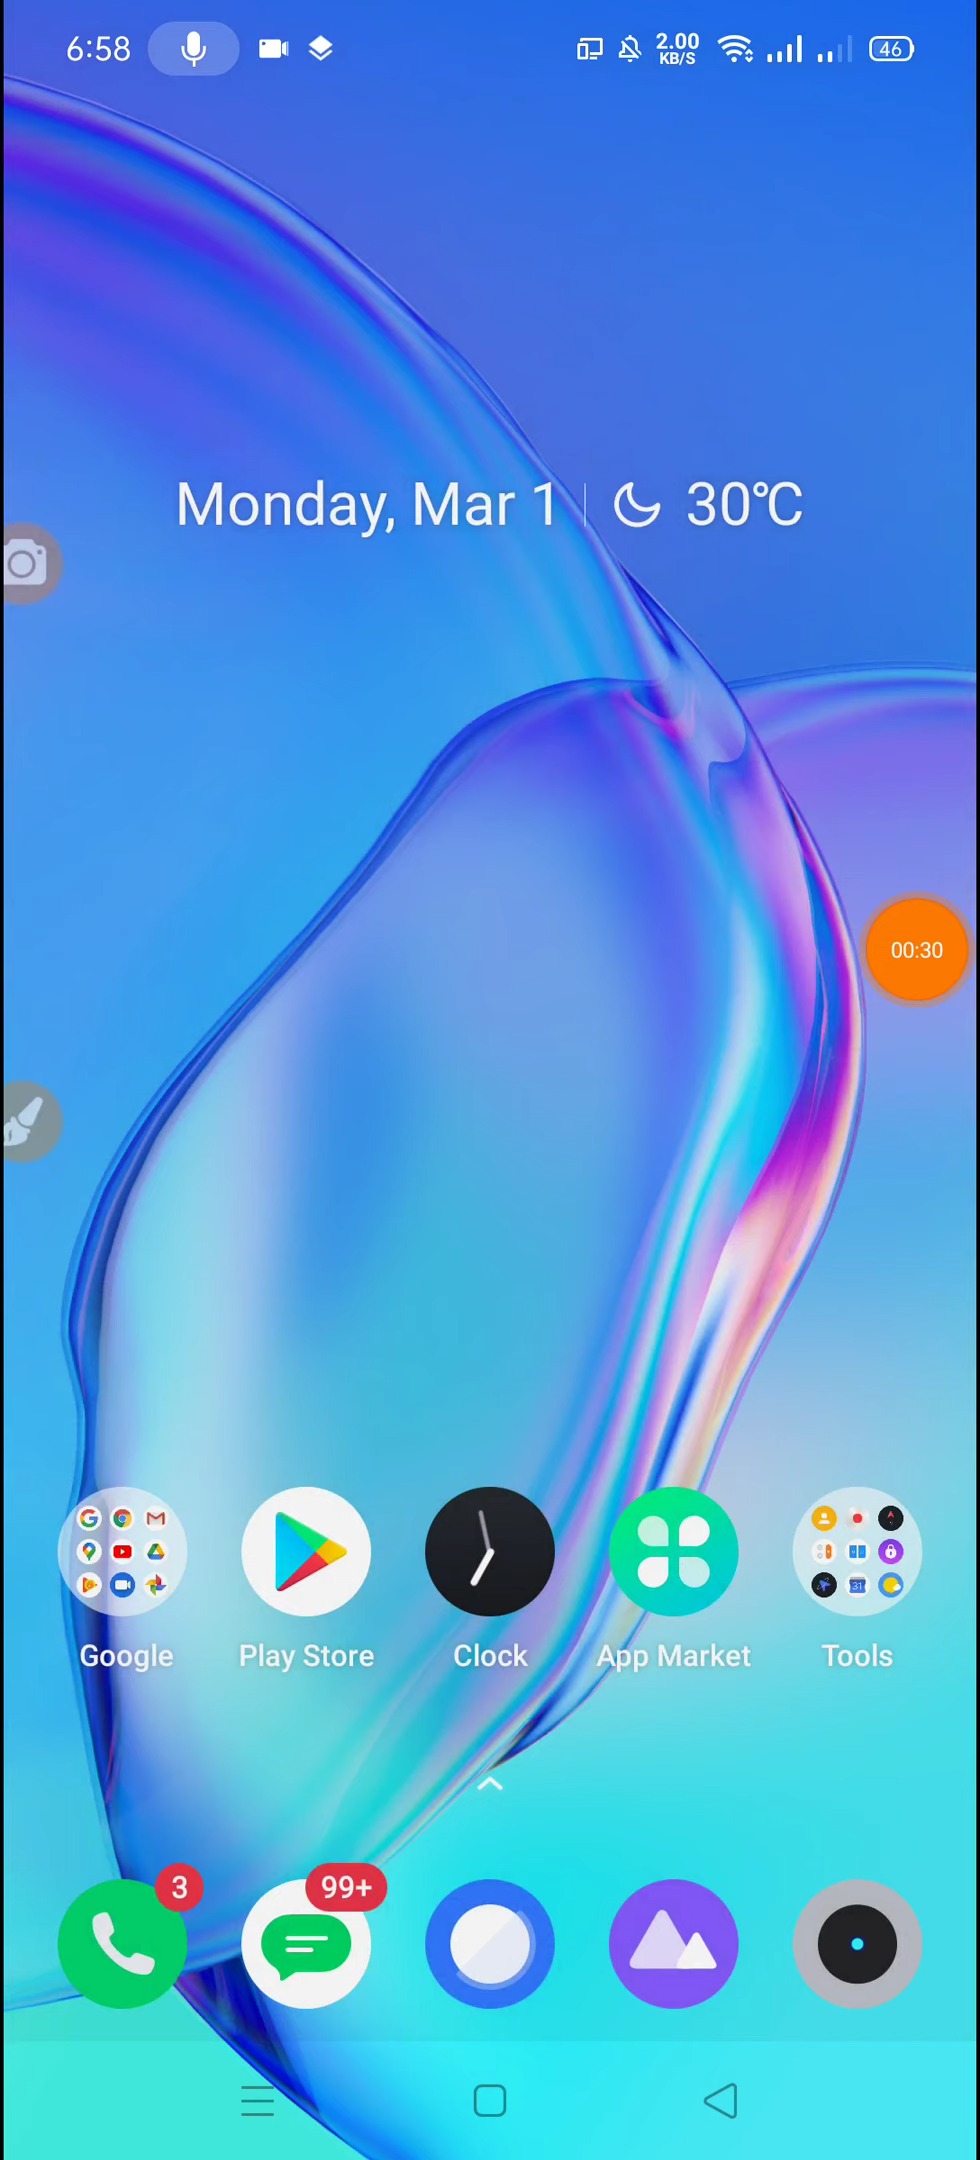 6:58
2.00
KB/S
46
Monday, Mar 1 30℃
00:30
Google
Play Store
Clock
App Market
31
Tools
3
99+